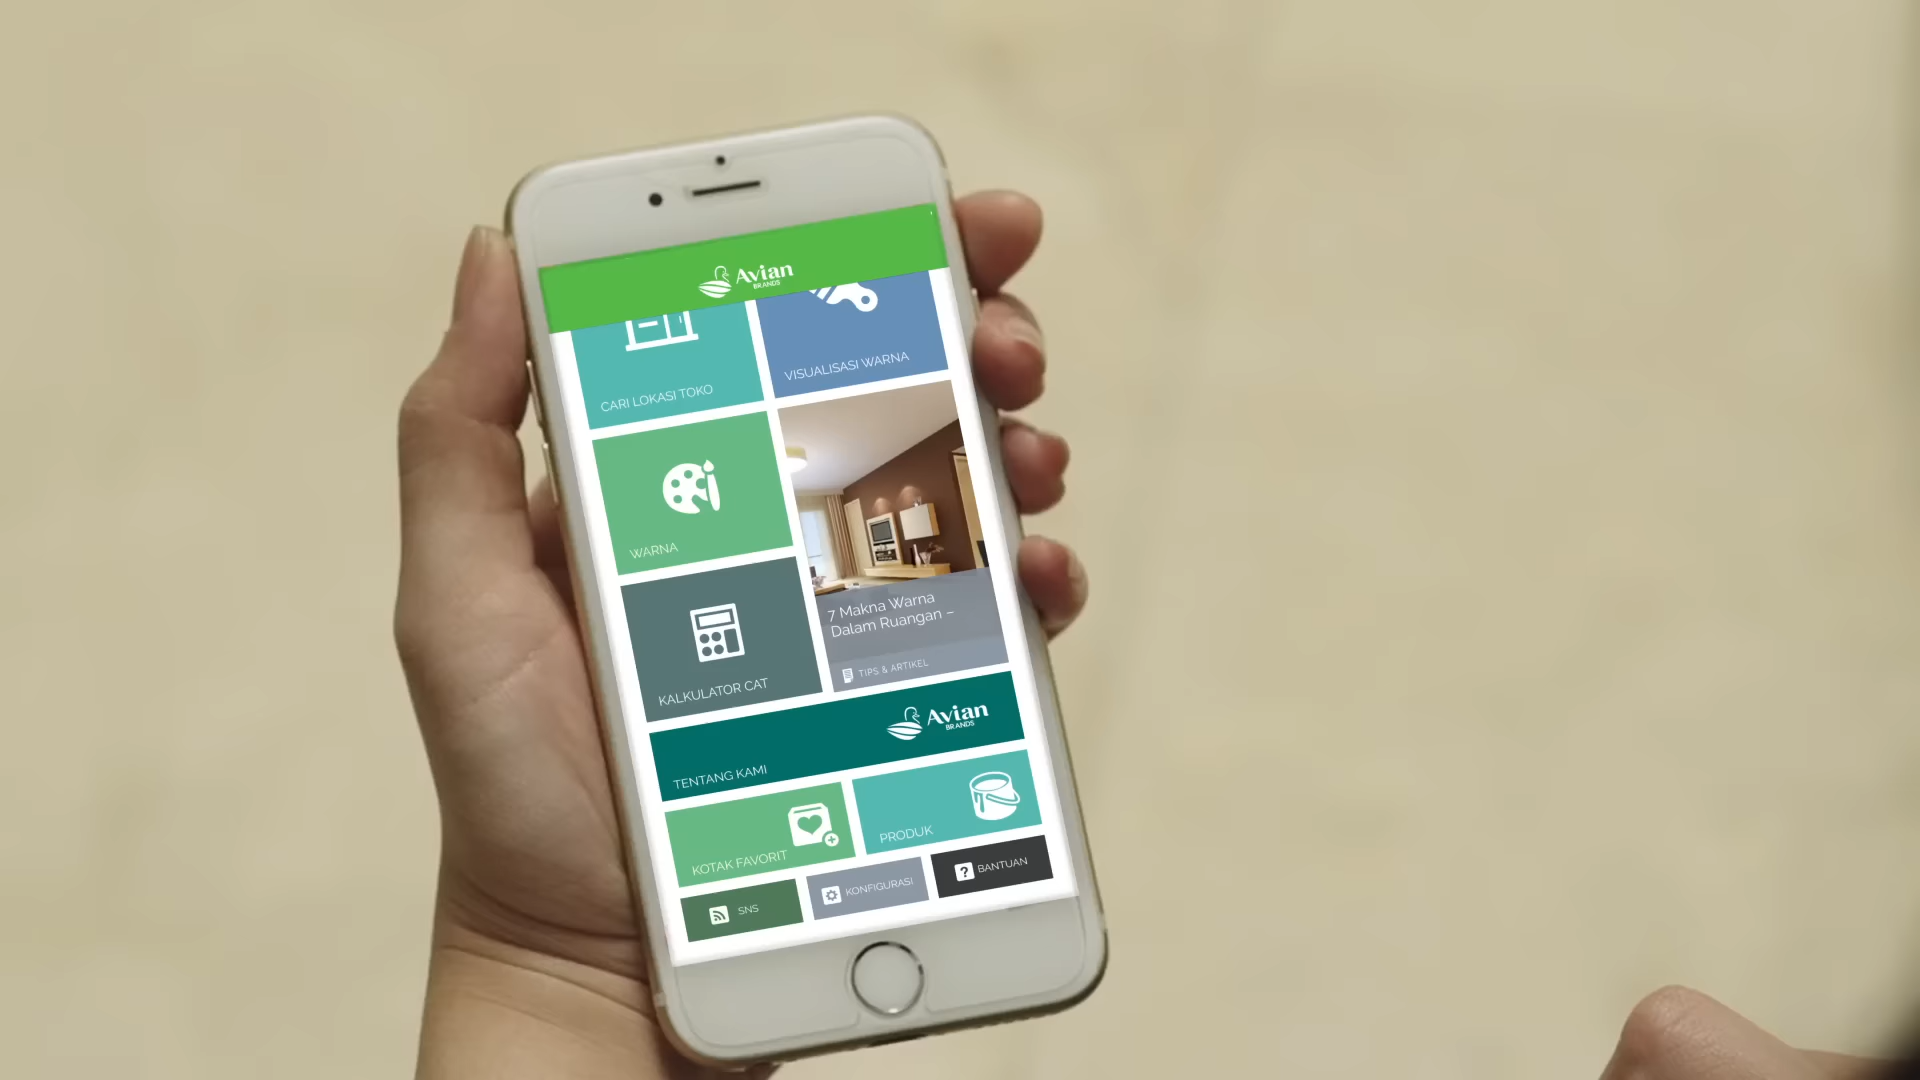 Avian
BRANDS
CARI LOKASI TOKO
VISUALISASI WARNA
WARNA
7 Makna Warna
Dalam Ruangan –
TIPS & ARTIKEL
KALKULATOR CAT
Avian
BRANDS
TENTANG KAMI
KOTAK FAVORIT
PRODUK
SNS
KONFIGURASI
? BANTUAN